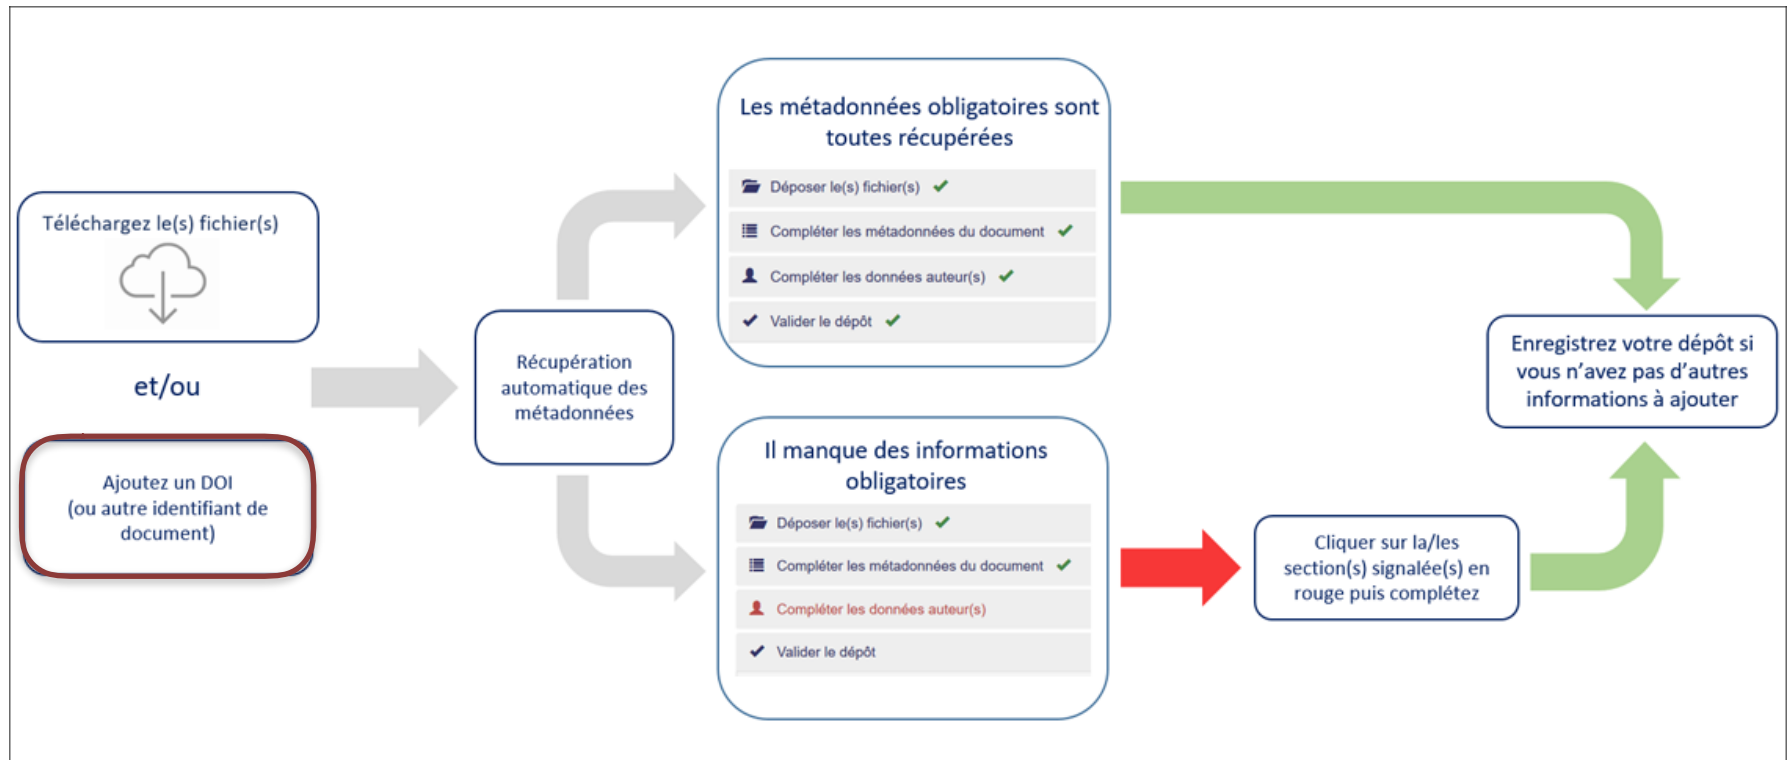 Téléchargez le(s) fichier(s)
et/ou
Ajoutez un DOI
(ou autre identifiant de
document)
Récupération
automatique des
métadonnées
Les métadonnées obligatoires sont
toutes récupérées
Déposer le(s) fichier(s)
Compléter les métadonnées du document
Compléter les données auteur(s)
Valider le dépôt
Il manque des informations
obligatoires
Déposer le(s) fichier(s)
Compléter les métadonnées du document
Compléter les données auteur(s)
Valider le dépôt
Cliquer sur la/les
section(s) signalée(s) en
rouge puis complétez
Enregistrez votre dépôt si
vous n’avez pas d’autres
informations à ajouter